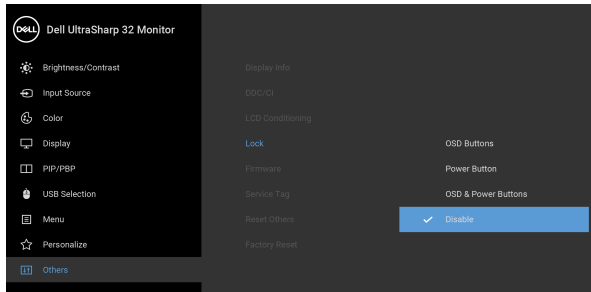 DELL
Dell UltraSharp 32 Monitor
Brightness/Contrast
Input Source
Color
Display
PIP/PBP
USB Selection
Menu
Personalize
Others
Display Info
DDC/CI
LCD Conditioning
Lock
Firmware
Service Tag
Reset Others
Factory Reset
OSD Buttons
Power Button
OSD & Power Buttons
Disable